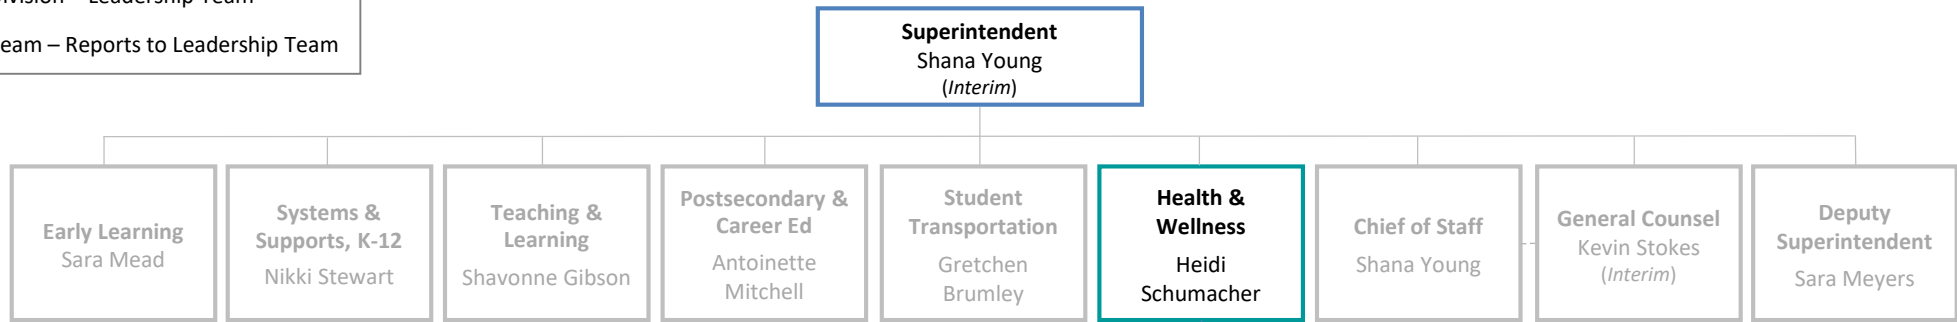 – Leadership Team
– Reports to Leadership Team
Superintendent
Shana Young
(Interim)
Early Learning
Sara Mead
Systems &
Supports, K-12
Nikki Stewart
Teaching &
Learning
Shavonne Gibson
Postsecondary &
Career Ed
Antoinette
Mitchell
Student
Transportation
Gretchen
Brumley
Health &
Wellness
Heidi
Schumacher
Chief of Staff
Shana Young
General Counsel
Kevin Stokes
(Interim)
Deputy
Superintendent
Sara Meyers